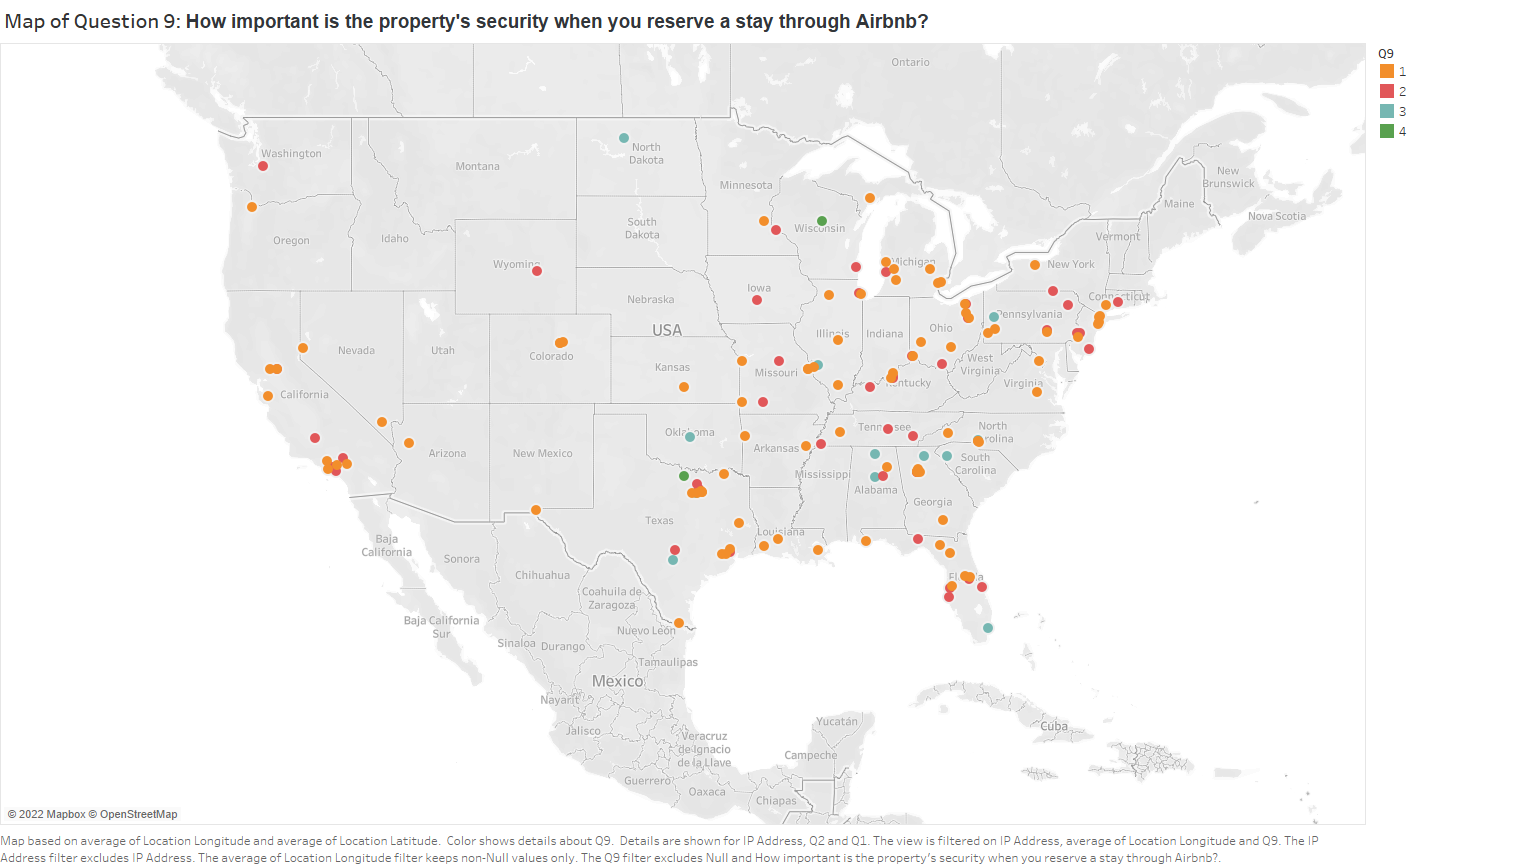 Map of Question 9: How important is the property's security when you reserve a stay through Airbnb?
Q9
1
2
3
4
Ontario
Washington
Montana
North
Dakota
Minnesota
New
Brunswick
Maine
Nova Scotia
Oregon
Idaho
South
Dakota
Wisconsin
Vermont
Wyoming
Michigan
New York
Nebraska
Iowa
Connecticut
USA
Illinois
Indiana
Ohio
Pennsylvania
Nevada
Utah
Colorado
Kansas
Missouri
West
Virginia
Kentucky
Virginia
California
Oklahoma
Tennessee
North
Carolina
Arizona
New Mexico
Arkansas
Mississippi
South
Carolina
Alabama
Georgia
Texas
Louisiana
Baja
California
Sonora
Chihuahua
Coahuila de
Zaragoza
Florida
Baja California
Sur
Sinaloa
Durango
Nuevo León
Tamaulipas
Mexico
Nayarit
Jalisco
Veracruz
de Ignacio
de la Llave
Yucatán
Campeche
Cuba
Guerrero
Oaxaca
Chiapas
© 2022 Mapbox © OpenStreetMap
Map based on average of Location Longitude and average of Location Latitude.  Color shows details about Q9.  Details are shown for IP Address, Q2 and Q1. The view is filtered on IP Address, average of Location Longitude and Q9. The IP
Address filter excludes IP Address. The average of Location Longitude filter keeps non-Null values only. The Q9 filter excludes Null and How important is the property’s security when you reserve a stay through Airbnb?.